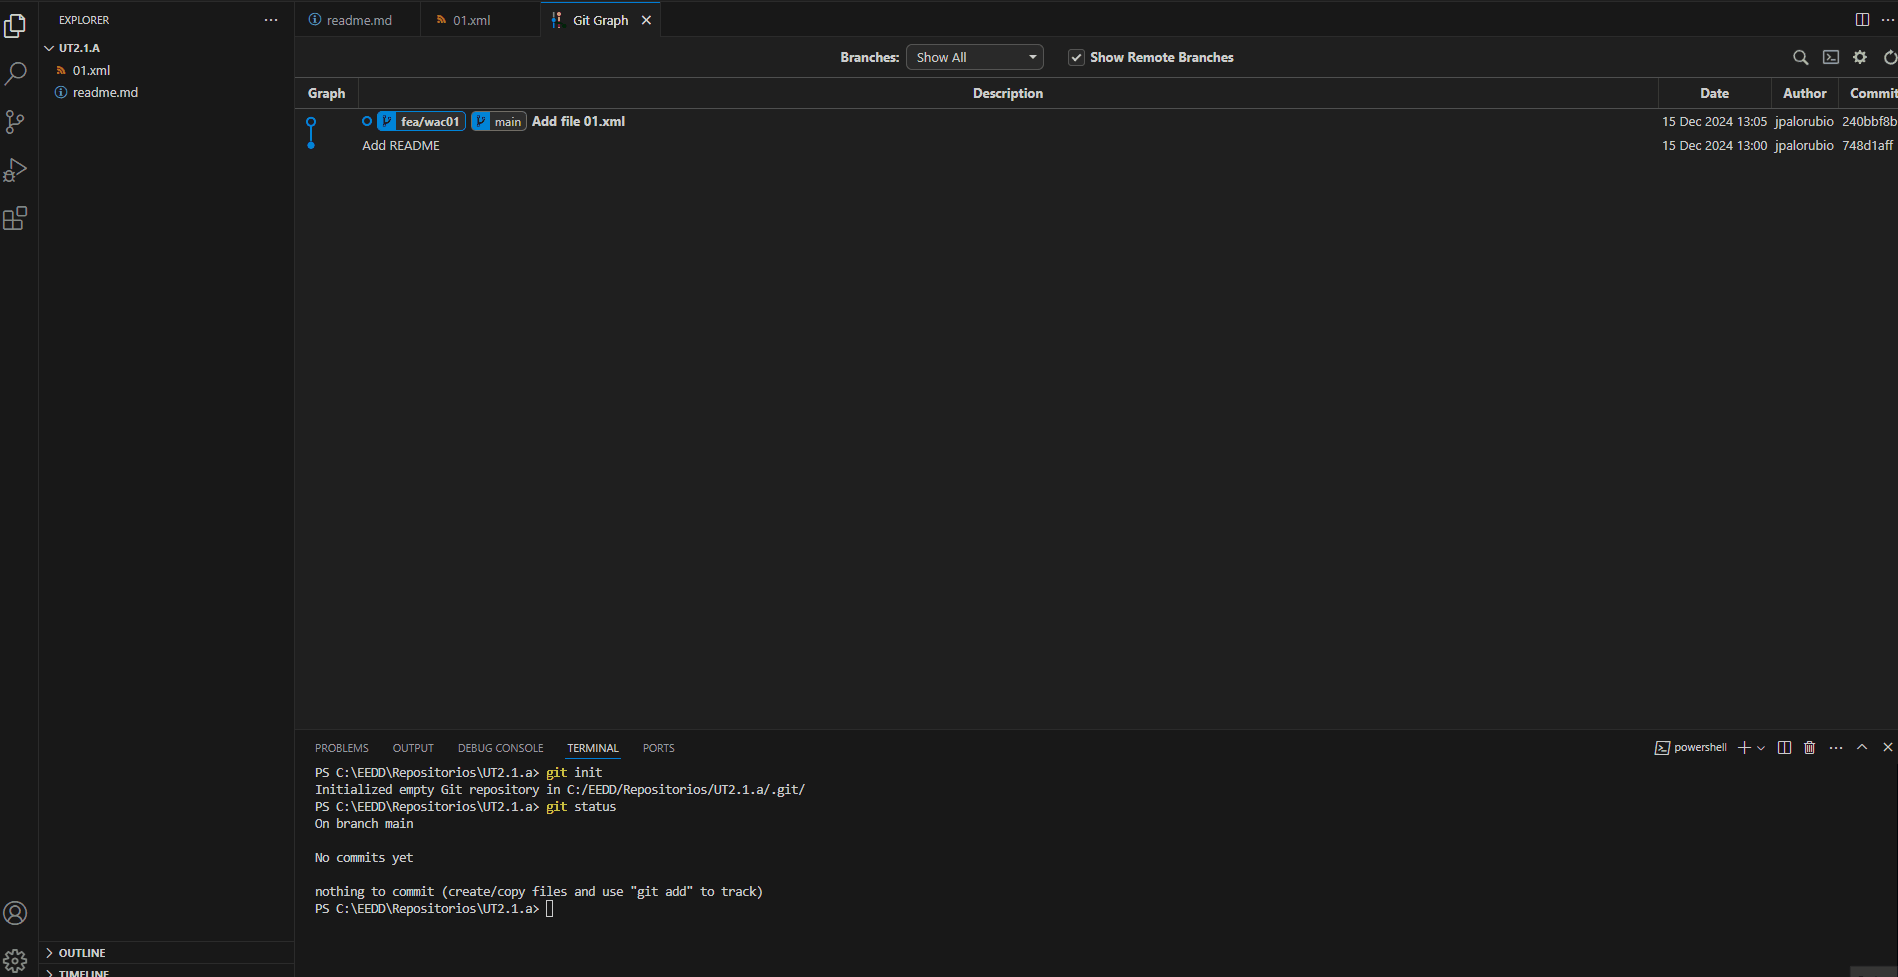 EXPLORER
UT2.1.A
01.xml
readme.md
OUTLINE
TIMELINE
readme.md
01.xml
Git Graph
Branches: Show All
Show Remote Branches
Graph Description Date Author Commit
fea/wac01 main Add file 01.xml 15 Dec 2024 13:05 jpalorubio 240bbf8b
Add README 15 Dec 2024 13:00 jpalorubio 748d1aff
PROBLEMS OUTPUT DEBUG CONSOLE TERMINAL PORTS powershell
PS C:\EEDD\Repositorios\UT2.1.a> git init
Initialized empty Git repository in C:/EEDD/Repositorios/UT2.1.a/.git/
PS C:\EEDD\Repositorios\UT2.1.a> git status
On branch main
No commits yet
nothing to commit (create/copy files and use "git add" to track)
PS C:\EEDD\Repositorios\UT2.1.a>